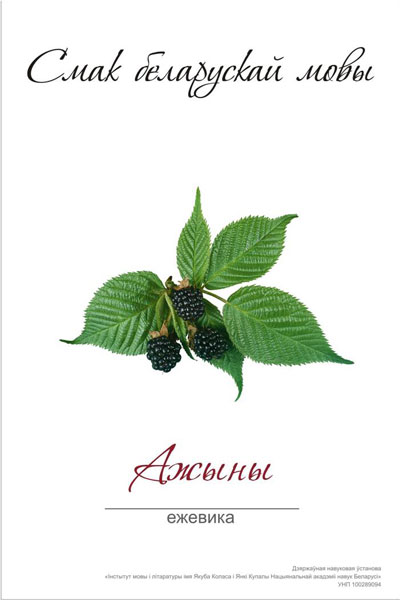 Смак беларускай мовы
Ажыны
ежевика
Дзяржаўная навуковая ўстанова
«Інстытут мовы і літаратуры імя Якуба Коласа і Янкі Купалы Нацыянальнай акадэміі навук Беларусі»
УНП 100289094